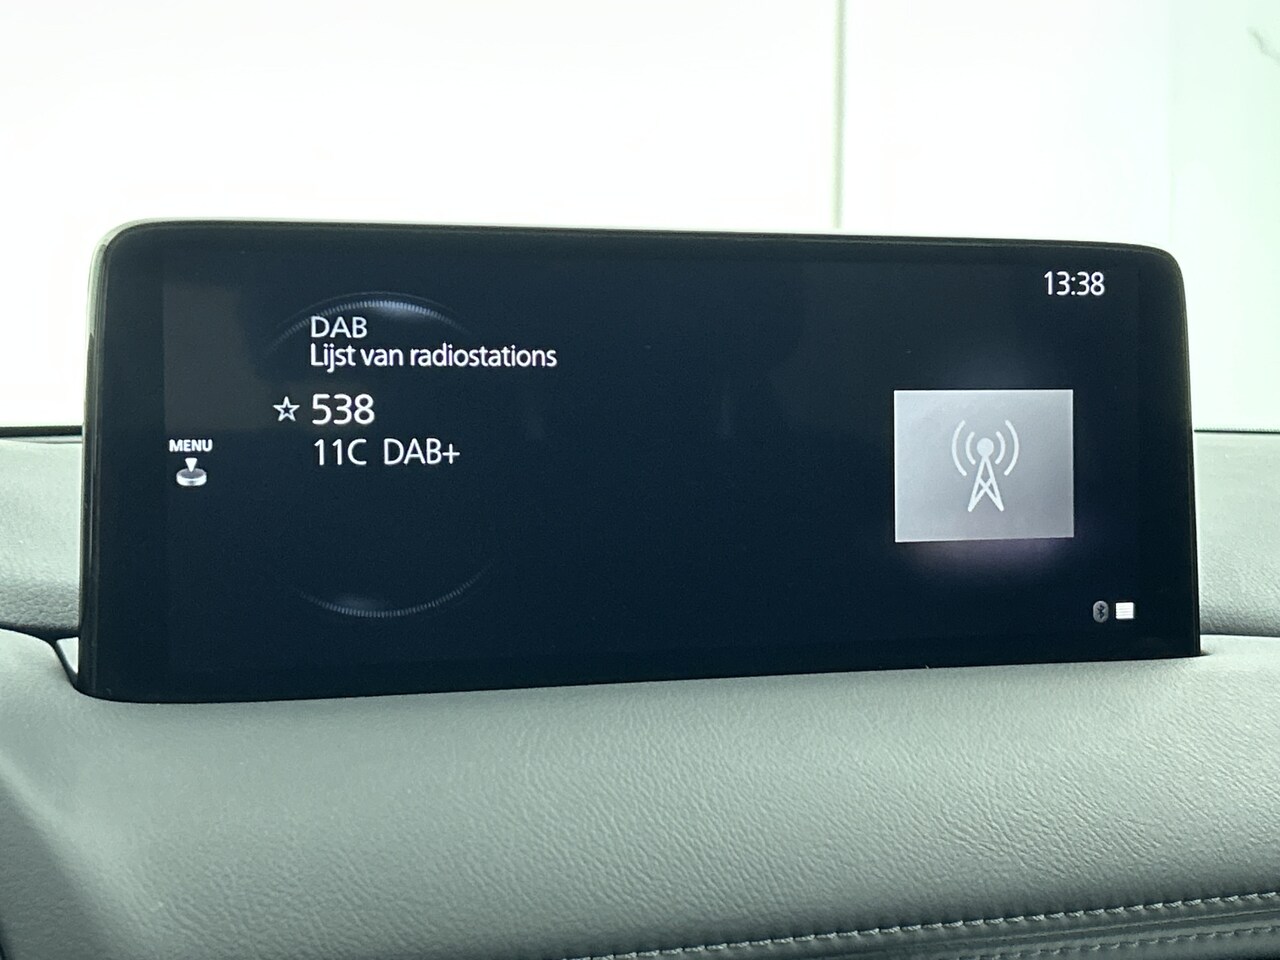 13:38
DAB
Lijst van radiostations
☆ 538
11C DAB+
MENU